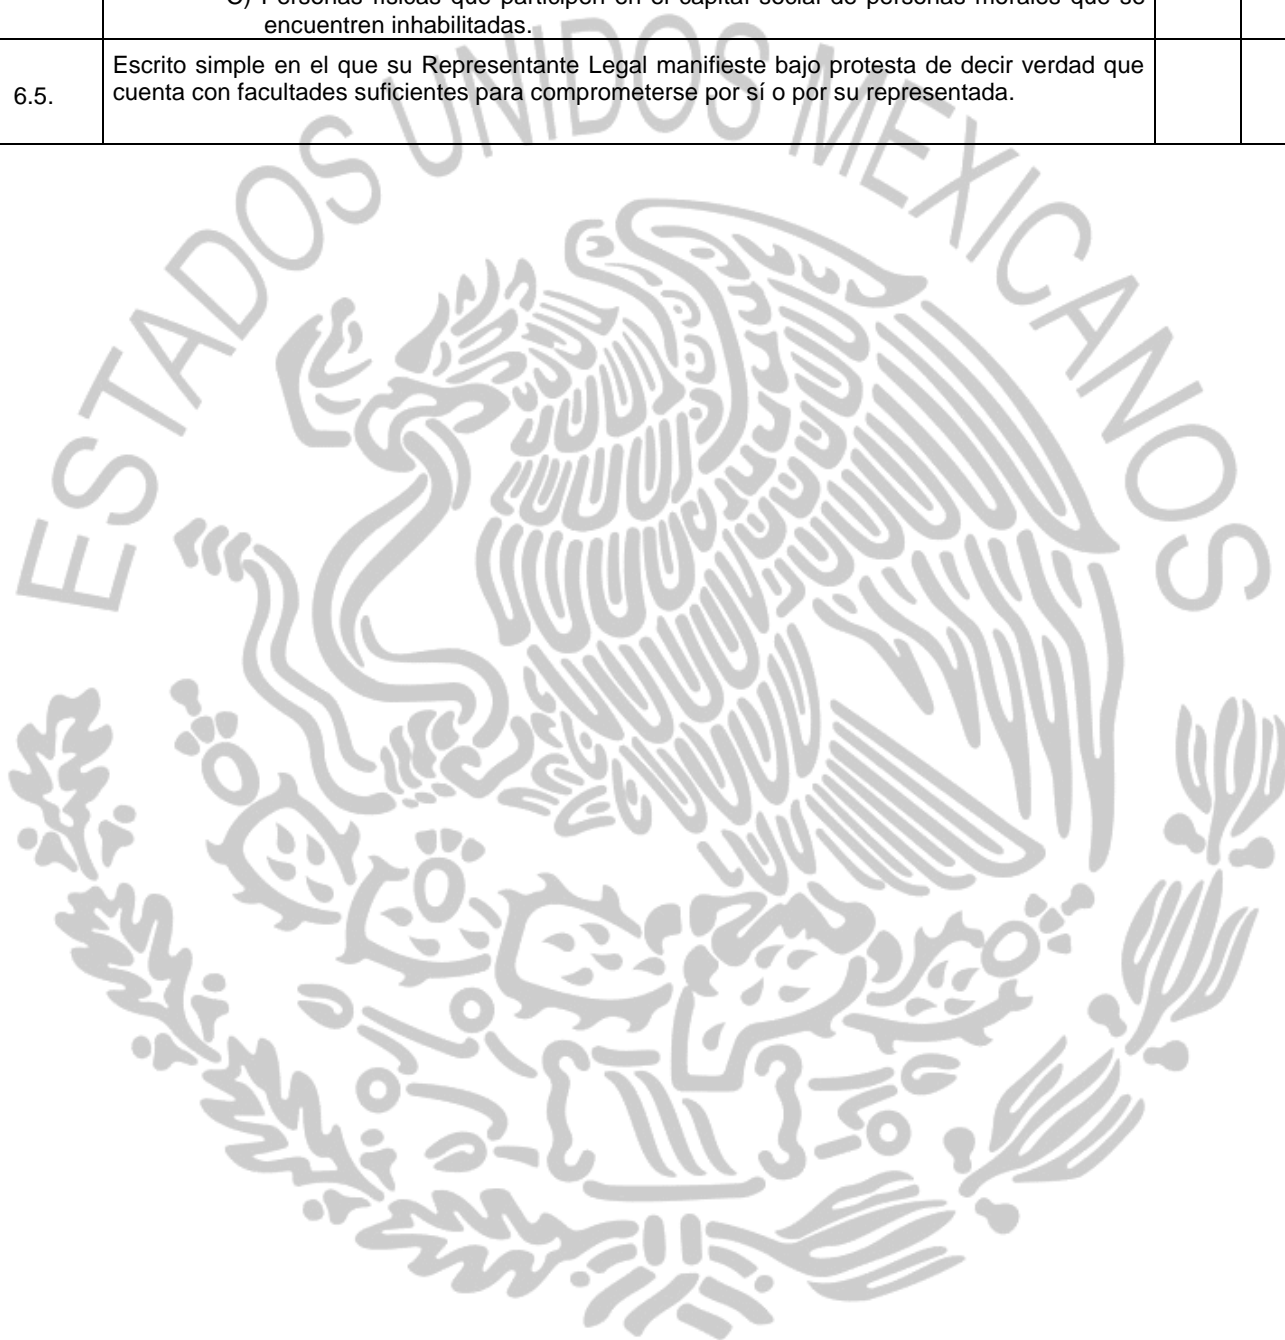 C) Personas físicas que participen en el capital social de personas morales que se
encuentren inhabilitadas.
6.5.
Escrito simple en el que su Representante Legal manifieste bajo protesta de decir verdad que
cuenta con facultades suficientes para comprometerse por sí o por su representada.
ESTADOS UNIDOS MEXICANOS